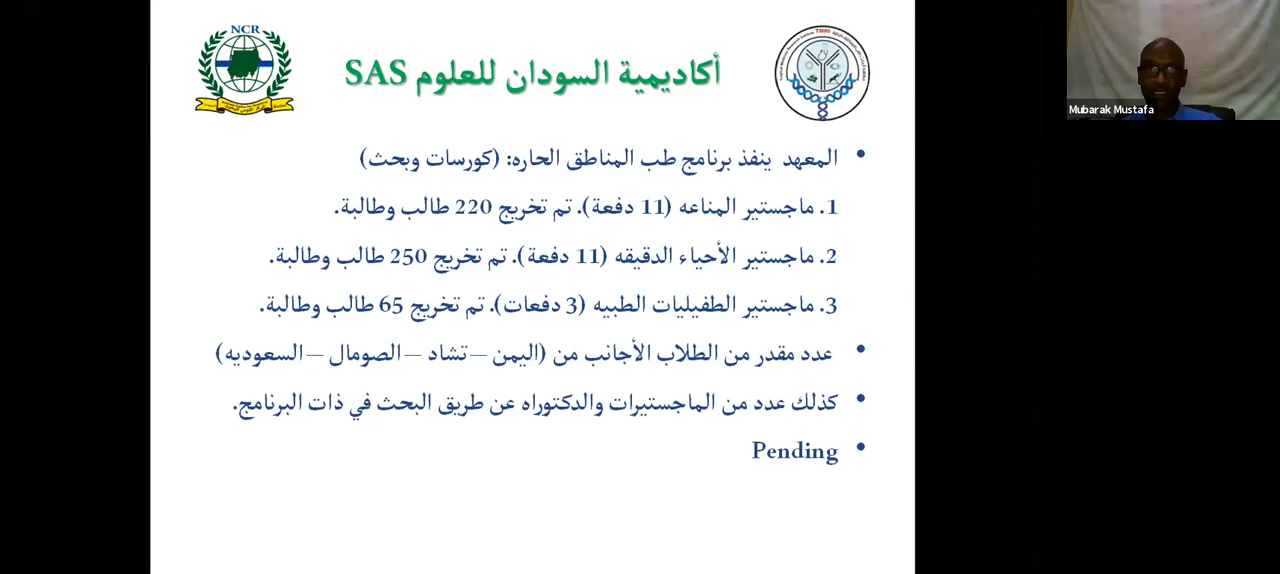 NCR
TMRI
أكاديمية السودان للعلوم SAS
Mubarak Mustafa
• المعهد ينفذ برنامج طب المناطق الحاره: (كورسات وبحث)
1. ماجستير المناعه (11 دفعة). تم تخريج 220 طالب وطالبة.
2. ماجستير الأحياء الدقيقه (11 دفعة). تم تخريج 250 طالب وطالبة.
3. ماجستير الطفيليات الطبيه (3 دفعات). تم تخريج 65 طالب وطالبة.
• عدد مقدر من الطلاب الأجانب من (اليمن – تشاد – الصومال – السعوديه)
• كذلك عدد من الماجستيرات والدكتوراه عن طريق البحث في ذات البرنامج.
• Pending